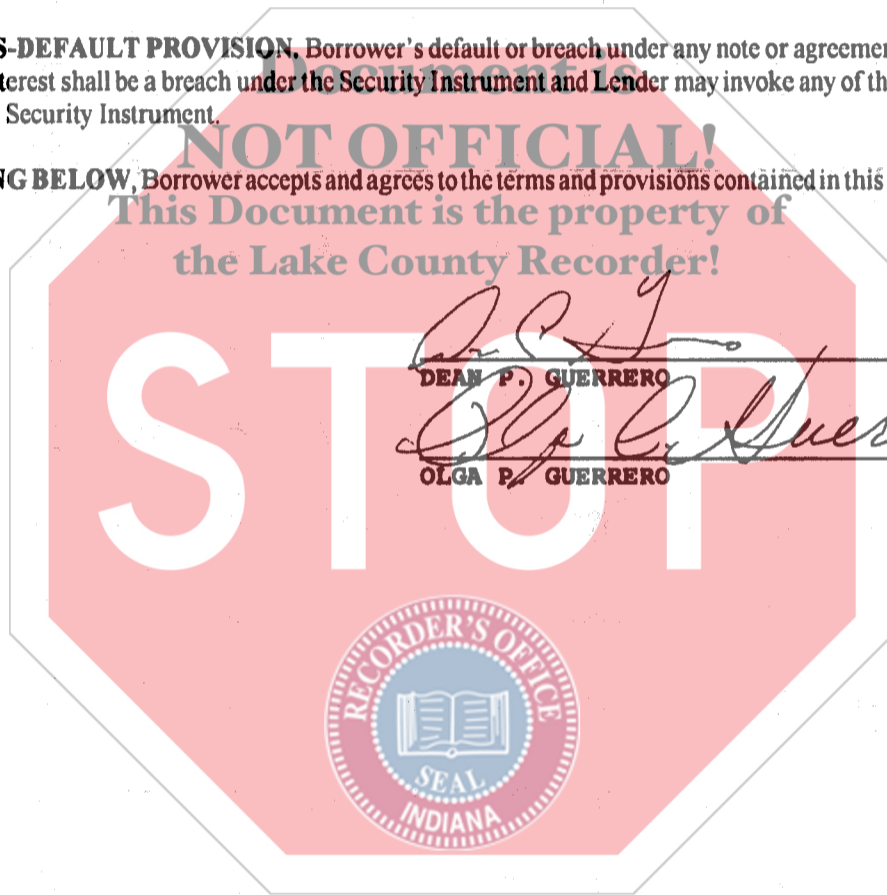 S-DEFAULT PROVISION. Borrower's default or breach under any note or agreemen
terest shall be a breach under the Security Instrument and Lender may invoke any of th
Security Instrument.
Document is
NOT OFFICIAL!
NG BELOW, Borrower accepts and agrees to the terms and provisions contained in this
This Document is the property of
the Lake County Recorder!
STOP
DEAN P. GUERRERO
OLGA P. GUERRERO
RECORDER'S OFFICE
SEAL
INDIANA